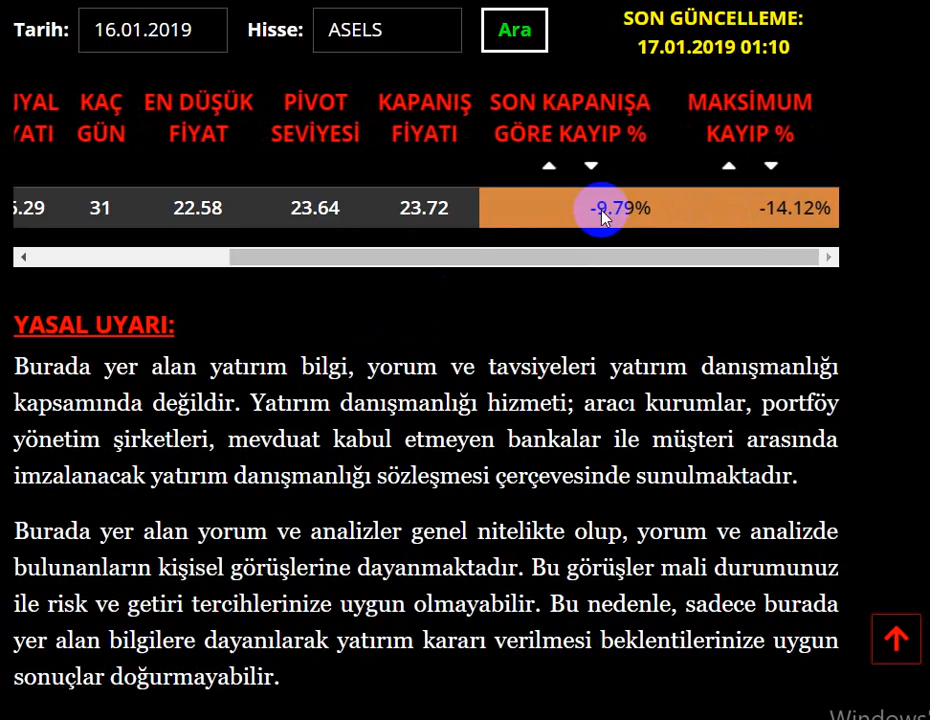 Tarih: 16.01.2019 Hisse: ASELS Ara
SON GÜNCELLEME:
17.01.2019 01:10
KAÇ EN DÜŞÜK PİVOT KAPANIŞ SON KAPANIŞA MAKSİMUM
GÜN FİYAT SEVİYESİ FİYATI GÖRE KAYIP % KAYIP %
31 22.58 23.64 23.72 -9.79% -14.12%
YASAL UYARI:
Burada yer alan yatırım bilgi, yorum ve tavsiyeleri yatırım danışmanlığı
kapsamında değildir. Yatırım danışmanlığı hizmeti; aracı kurumlar, portföy
yönetim şirketleri, mevduat kabul etmeyen bankalar ile müşteri arasında
imzalanacak yatırım danışmanlığı sözleşmesi çerçevesinde sunulmaktadır.
Burada yer alan yorum ve analizler genel nitelikte olup, yorum ve analizde
bulunanların kişisel görüşlerine dayanmaktadır. Bu görüşler mali durumunuz
ile risk ve getiri tercihlerinize uygun olmayabilir. Bu nedenle, sadece burada
yer alan bilgilere dayanılarak yatırım kararı verilmesi beklentilerinize uygun
sonuçlar doğurmayabilir.